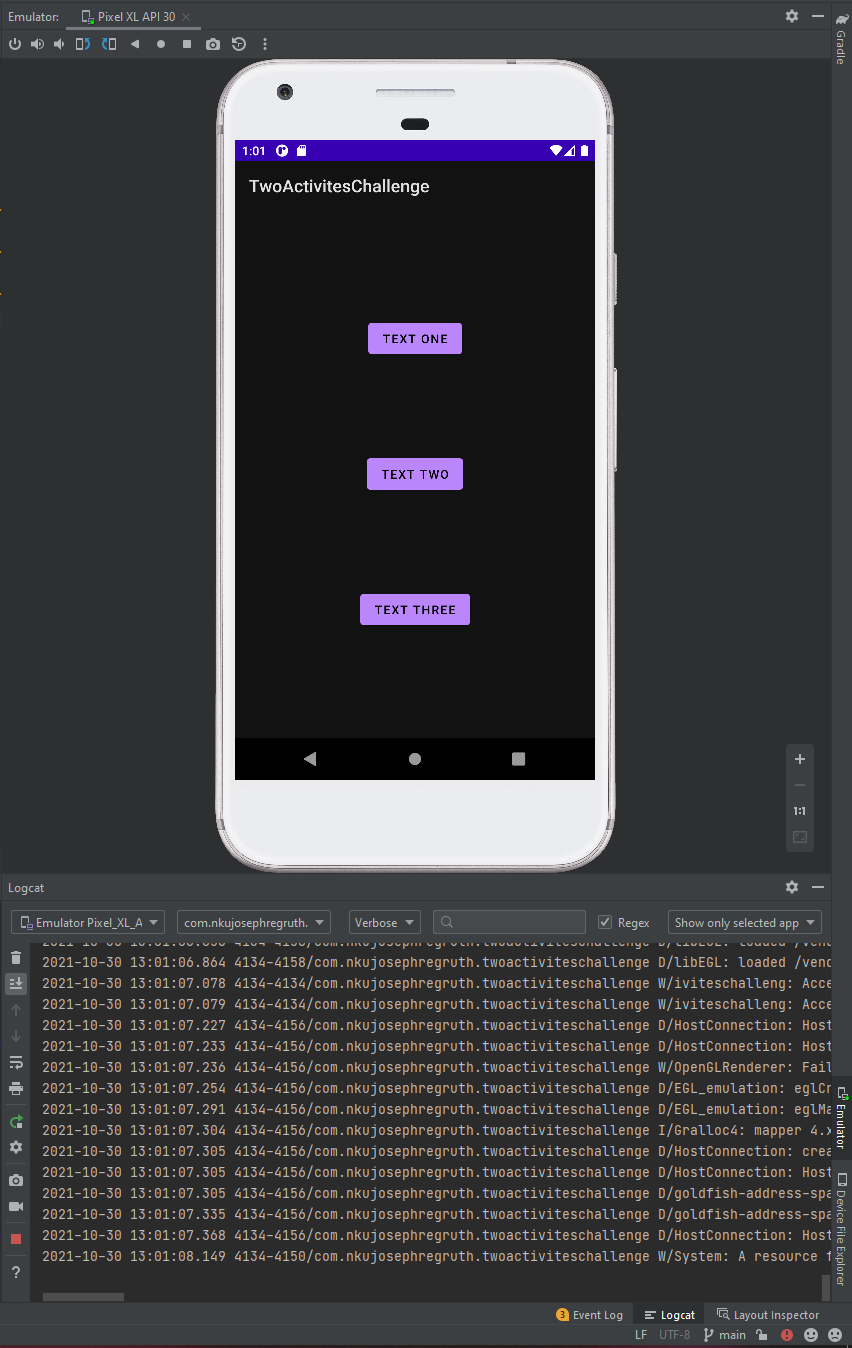 Emulator: Pixel XL API 30
Gradle
1:01
TwoActivitesChallenge
TEXT ONE
TEXT TWO
TEXT THREE
1:1
Logcat
Emulator Pixel_XL_A com.nkujosephregruth. Verbose Regex Show only selected app
2021-10-30 13:01:06.864 4134-4158/com.nkujosephregruth.twoactiviteschallenge D/libEGL: loaded /vend
2021-10-30 13:01:07.078 4134-4134/com.nkujosephregruth.twoactiviteschallenge W/iviteschalleng: Acce
2021-10-30 13:01:07.079 4134-4134/com.nkujosephregruth.twoactiviteschallenge W/iviteschalleng: Acce
2021-10-30 13:01:07.227 4134-4156/com.nkujosephregruth.twoactiviteschallenge D/HostConnection: Host
2021-10-30 13:01:07.233 4134-4156/com.nkujosephregruth.twoactiviteschallenge D/HostConnection: Host
2021-10-30 13:01:07.236 4134-4156/com.nkujosephregruth.twoactiviteschallenge W/OpenGLRenderer: Fail
2021-10-30 13:01:07.254 4134-4156/com.nkujosephregruth.twoactiviteschallenge D/EGL_emulation: eglCr
2021-10-30 13:01:07.291 4134-4156/com.nkujosephregruth.twoactiviteschallenge D/EGL_emulation: eglMa
2021-10-30 13:01:07.304 4134-4156/com.nkujosephregruth.twoactiviteschallenge I/Gralloc4: mapper 4.x
2021-10-30 13:01:07.305 4134-4156/com.nkujosephregruth.twoactiviteschallenge D/HostConnection: crea
2021-10-30 13:01:07.305 4134-4156/com.nkujosephregruth.twoactiviteschallenge D/HostConnection: Host
2021-10-30 13:01:07.305 4134-4156/com.nkujosephregruth.twoactiviteschallenge D/goldfish-address-spa
2021-10-30 13:01:07.335 4134-4156/com.nkujosephregruth.twoactiviteschallenge D/goldfish-address-spa
2021-10-30 13:01:07.368 4134-4156/com.nkujosephregruth.twoactiviteschallenge D/HostConnection: Host
2021-10-30 13:01:08.149 4134-4150/com.nkujosephregruth.twoactiviteschallenge W/System: A resource f
Emulator
Device File Explorer
3 Event Log Logcat Layout Inspector
LF UTF-8 main